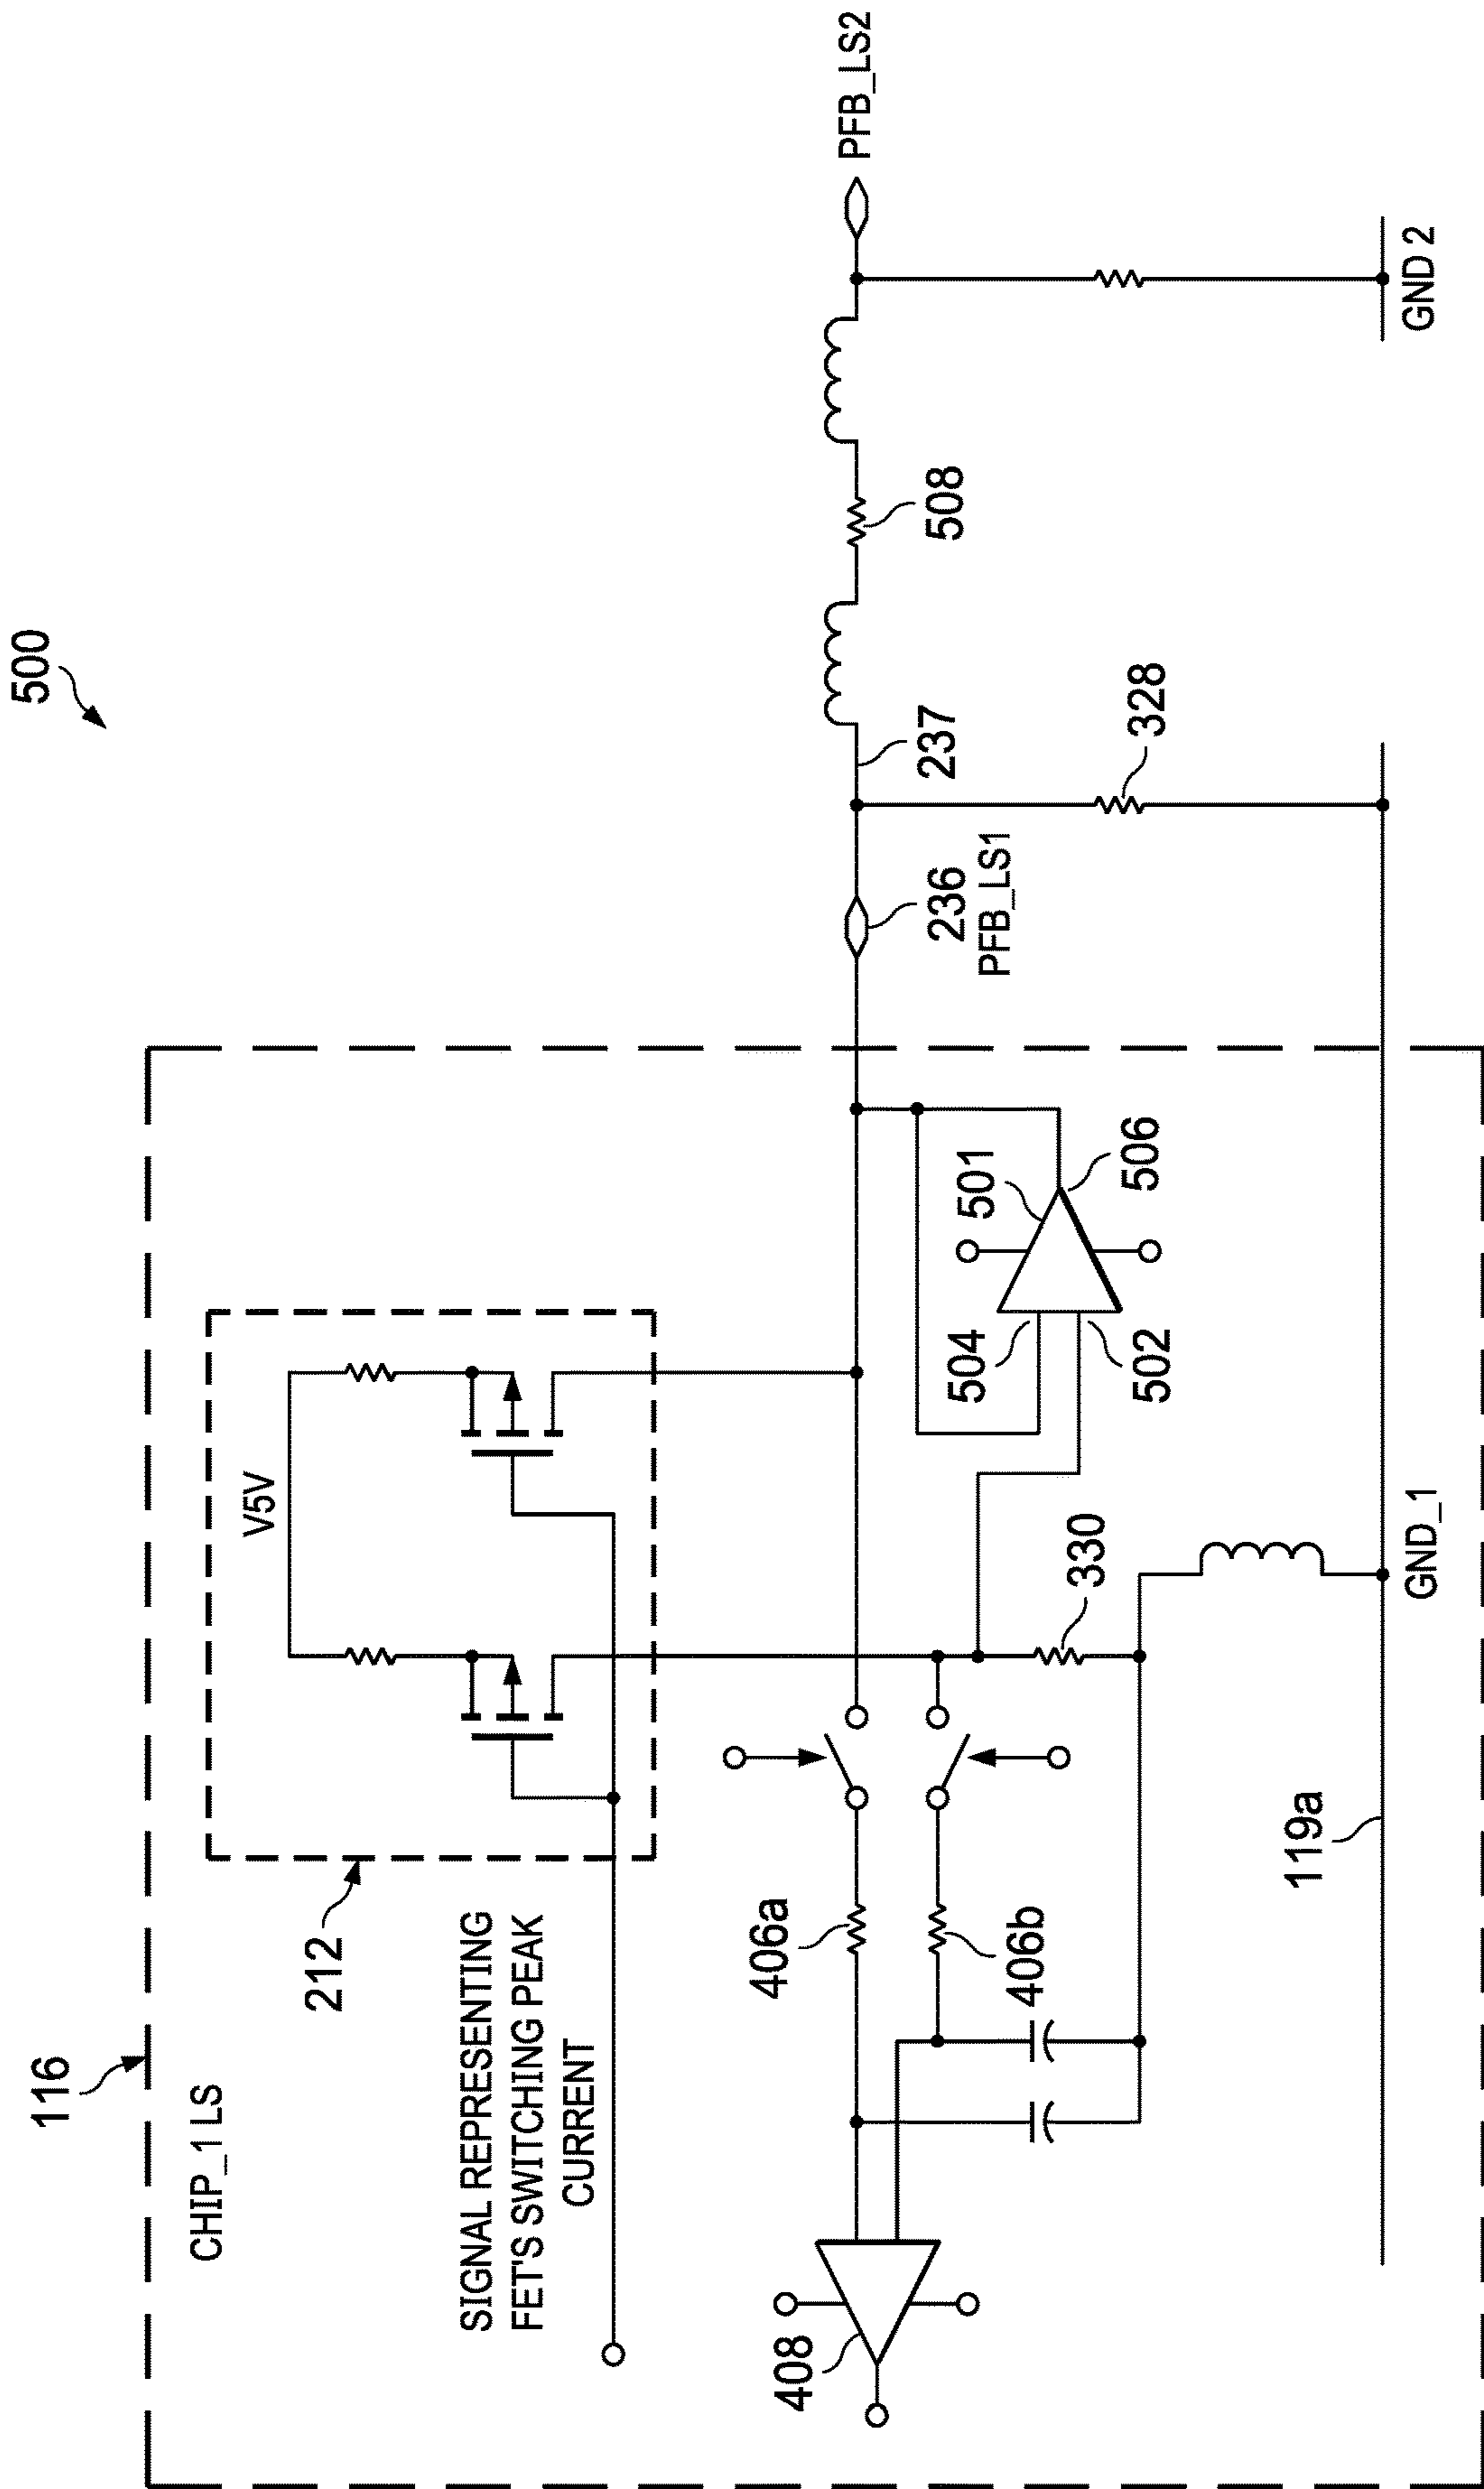 500
116
CHIP_1 LS
212
V5V
SIGNAL REPRESENTING
FET'S SWITCHING PEAK
CURRENT
408
406a
406b
330
504
502
501
506
236
PFB_LS1
237
328
508
PFB_LS2
119a
GND_1
GND 2